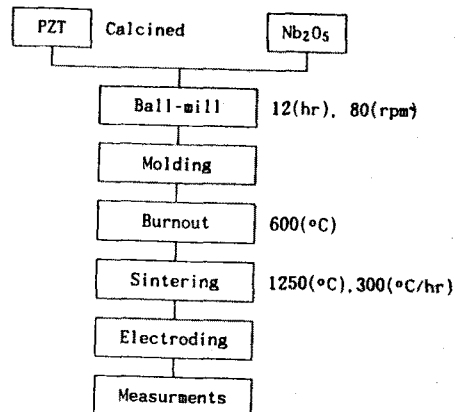 PZT Calcined Nb₂O₅
Ball-mill 12(hr), 80(rpm)
Molding
Burnout 600(°C)
Sintering 1250(°C),300(°C/hr)
Electroding
Measurments